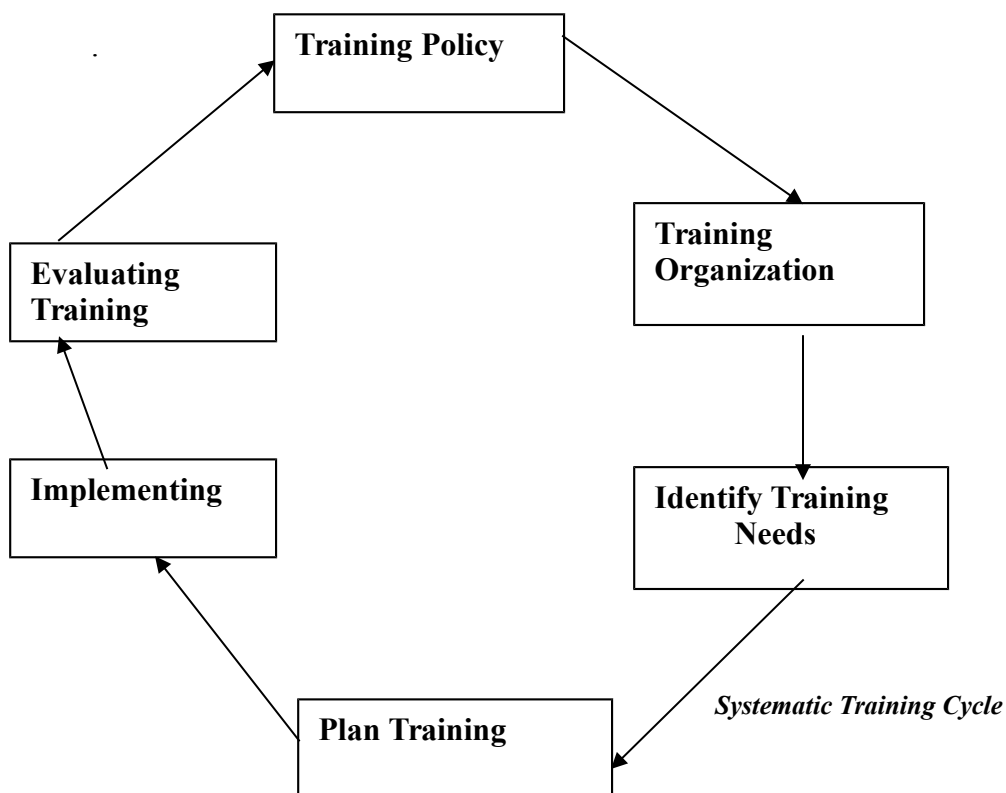 Training Policy
Training
Organization
Identify Training
Needs
Systematic Training Cycle
Plan Training
Implementing
Evaluating
Training